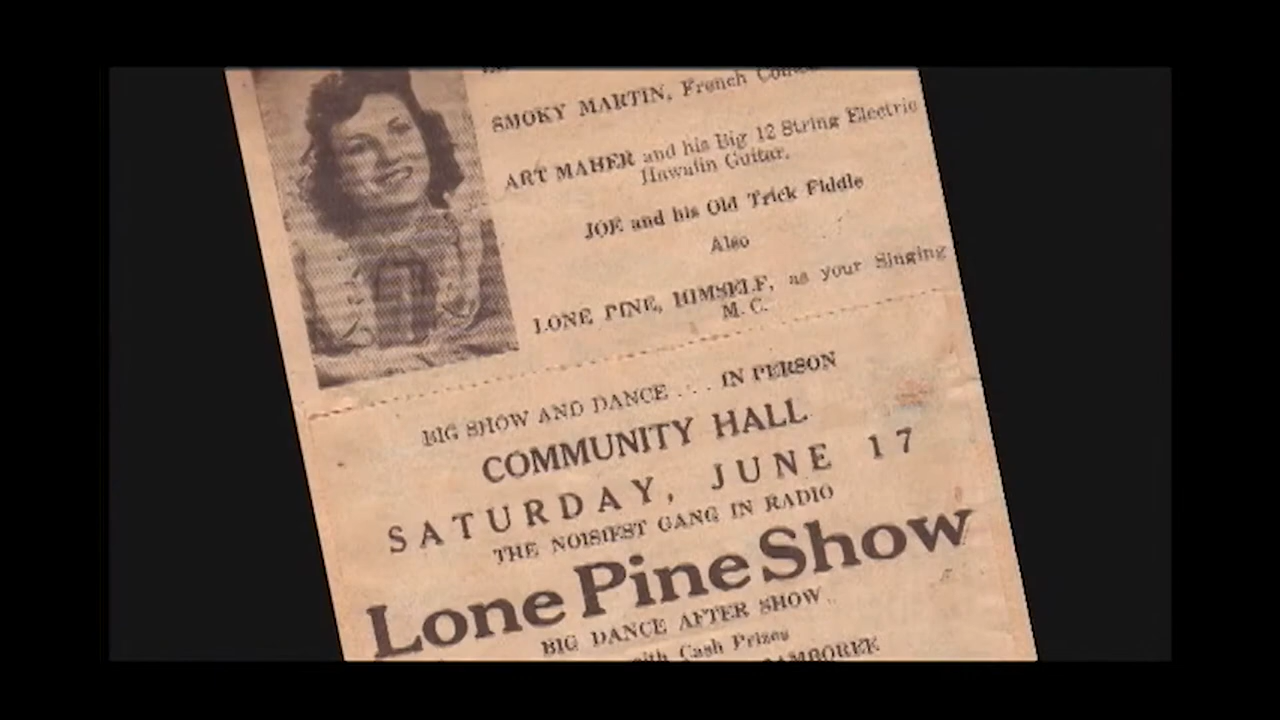 SMOKY MARTIN, French
ART MAHER and his Big 12 String Electric
Hawaiin Guitar.
JOE and his Old Trick Fiddle
Also
LONE PINE, HIMSELF, as your Singing
M. C.
BIG SHOW AND DANCE . . . IN PERSON
COMMUNITY HALL
SATURDAY, JUNE 17
THE NOISIEST GANG IN RADIO
Lone Pine Show
BIG DANCE AFTER SHOW
with Cash Prizes
JAMBOREE